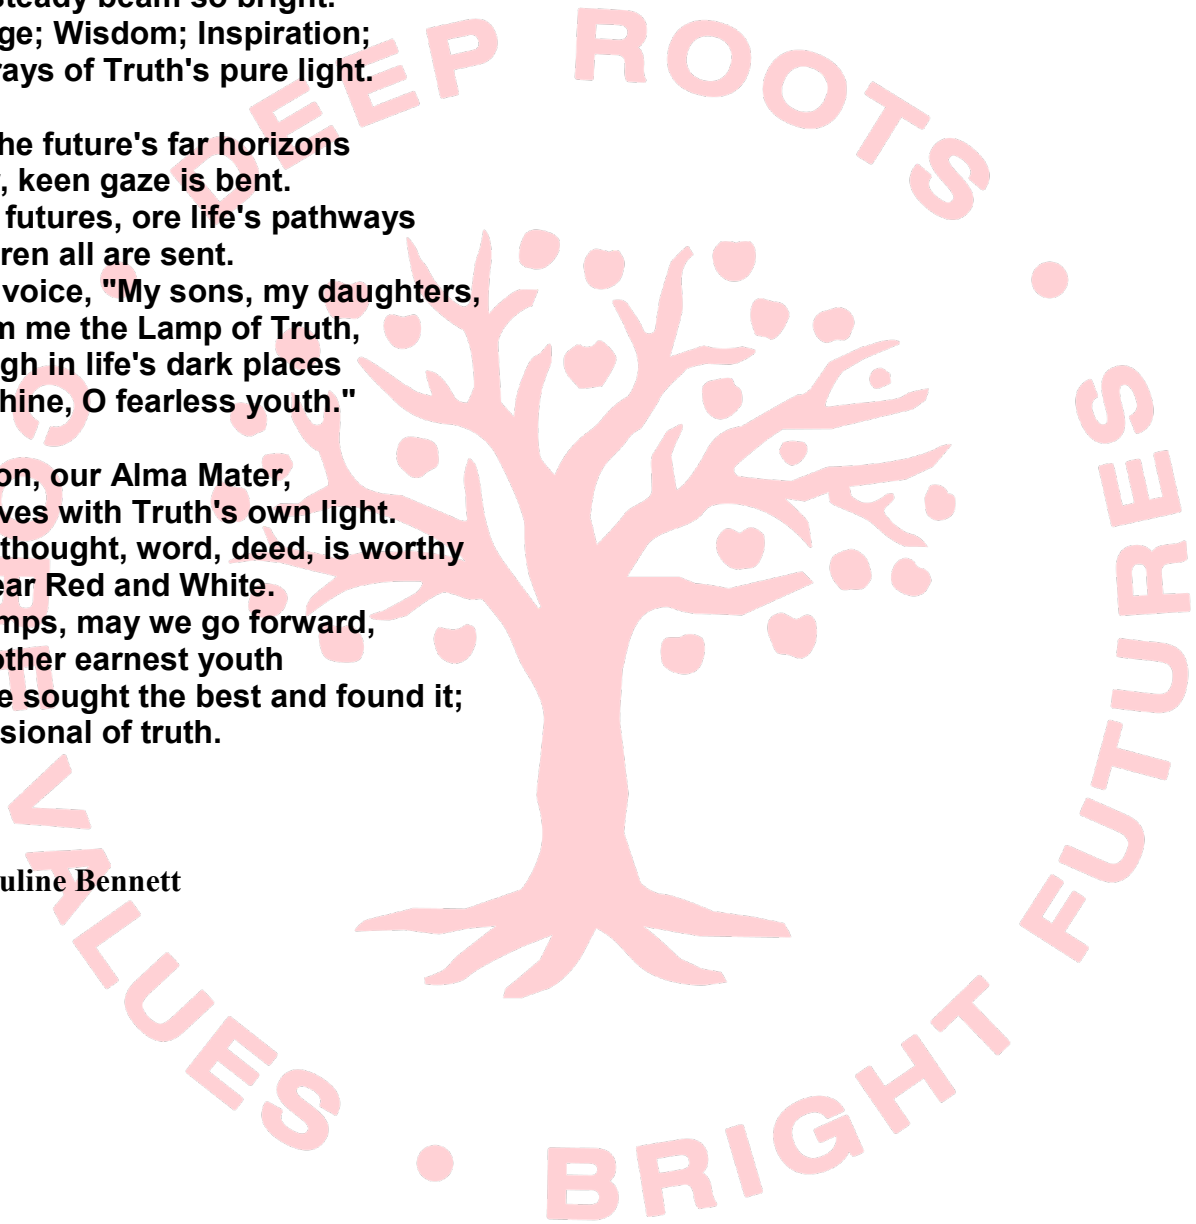 steady beam so bright.
ge; Wisdom; Inspiration;
rays of Truth's pure light.
he future's far horizons
, keen gaze is bent.
futures, ore life's pathways
ren all are sent.
voice, "My sons, my daughters,
m me the Lamp of Truth,
gh in life's dark places
hine, O fearless youth."
on, our Alma Mater,
ves with Truth's own light.
thought, word, deed, is worthy
ear Red and White.
mps, may we go forward,
other earnest youth
e sought the best and found it;
sional of truth.
uline Bennett
DEEP ROOTS • BRIGHT FUTURES • CORE VALUES •